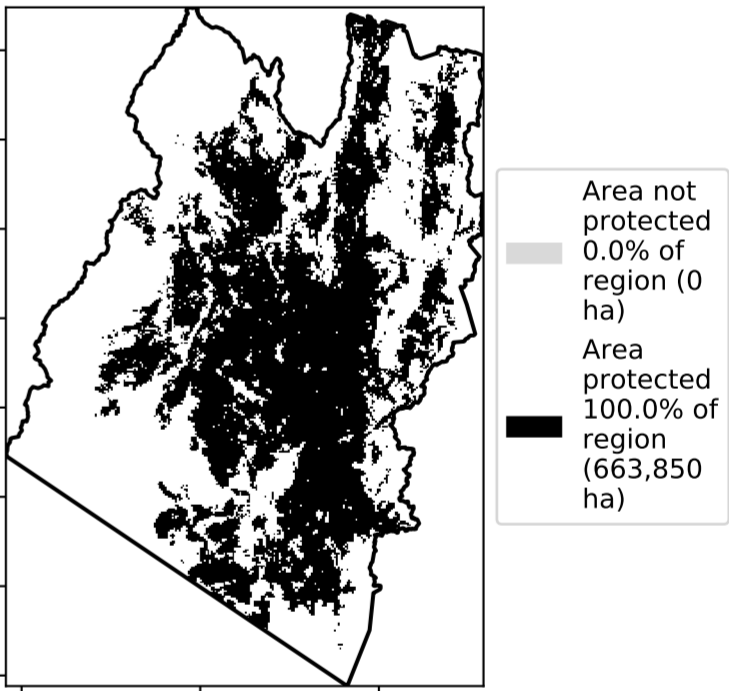 Area not
protected
0.0% of
region (0
ha)
Area
protected
100.0% of
region
(663,850
ha)